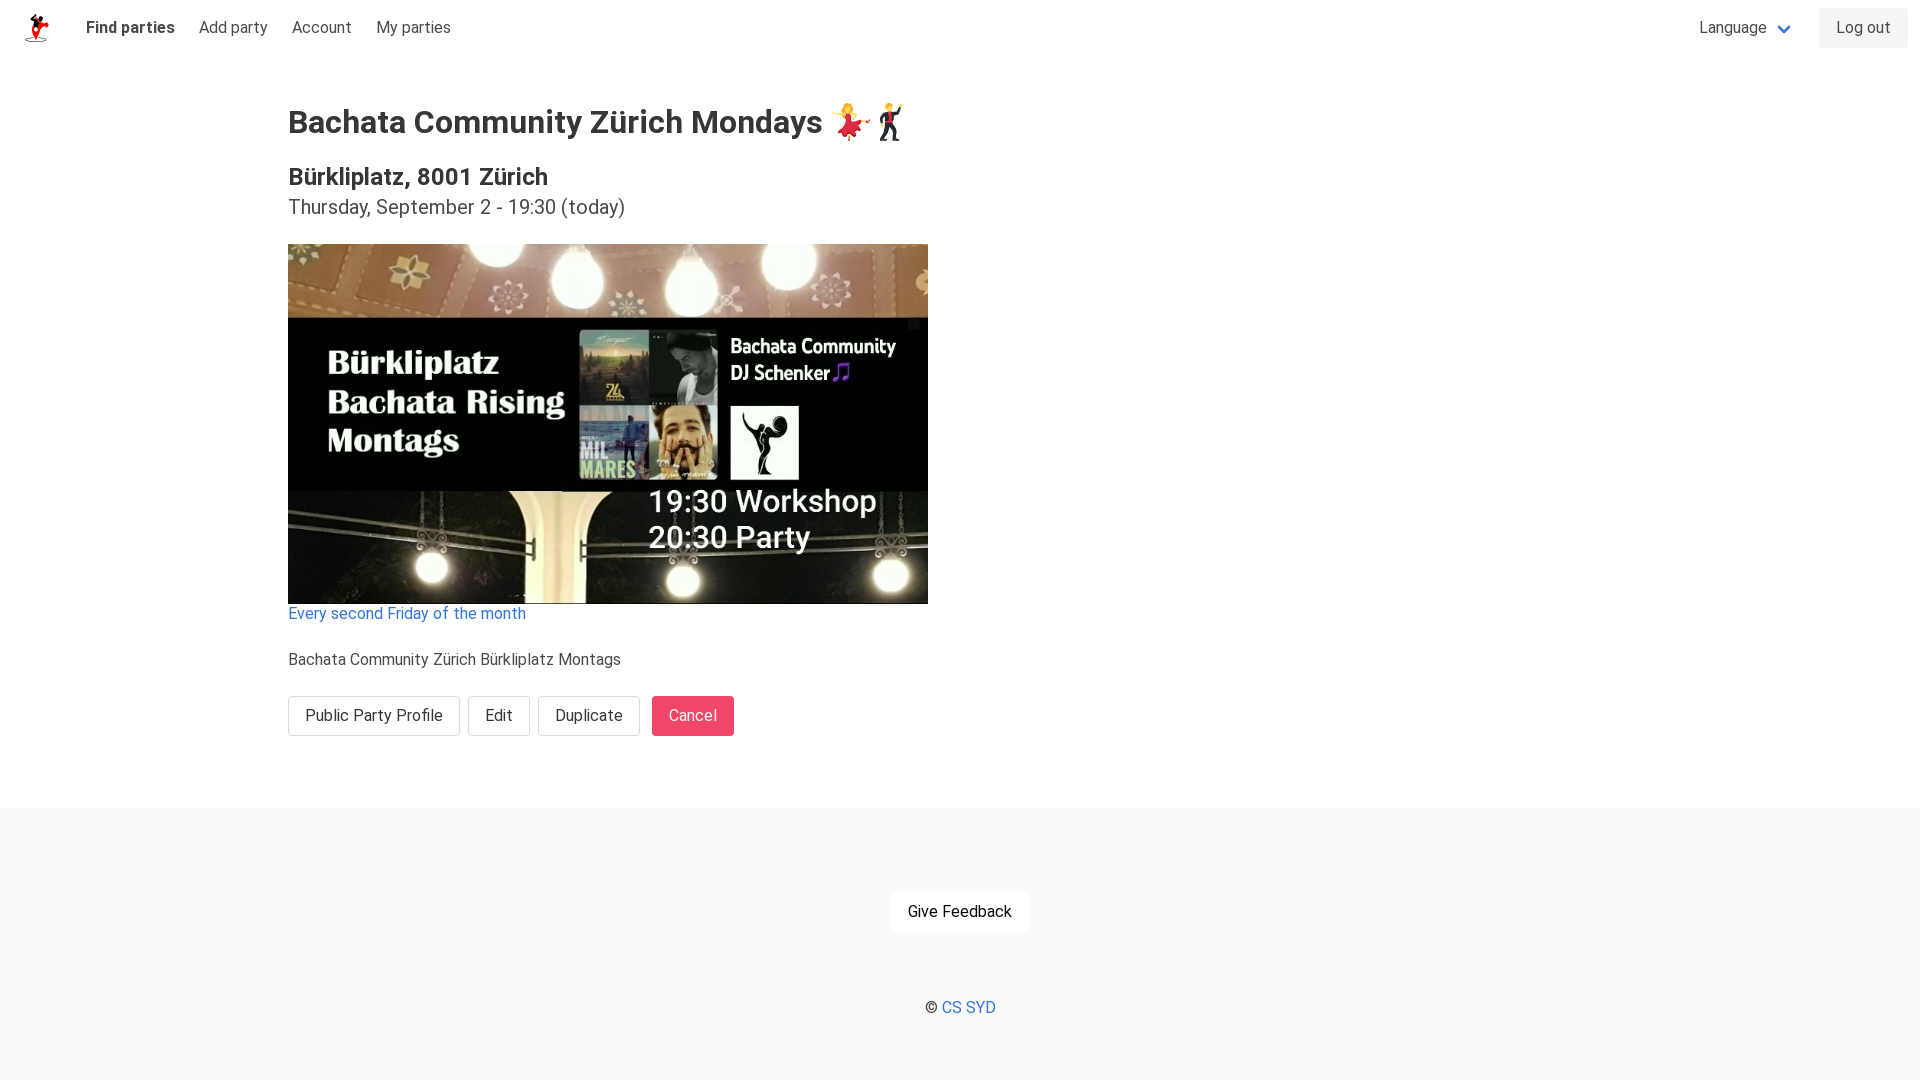 Find parties
Add party
Account
My parties
Language
Log out
Bachata Community Zürich Mondays 💃🕺
Bürkliplatz, 8001 Zürich
Thursday, September 2 - 19:30 (today)
Bürkliplatz
Bachata Rising
Montags
MIL
MARES
Bachata Community
DJ Schenker🎵
19:30 Workshop
20:30 Party
Every second Friday of the month
Bachata Community Zürich Bürkliplatz Montags
Public Party Profile
Edit
Duplicate
Cancel
Give Feedback
© CS SYD